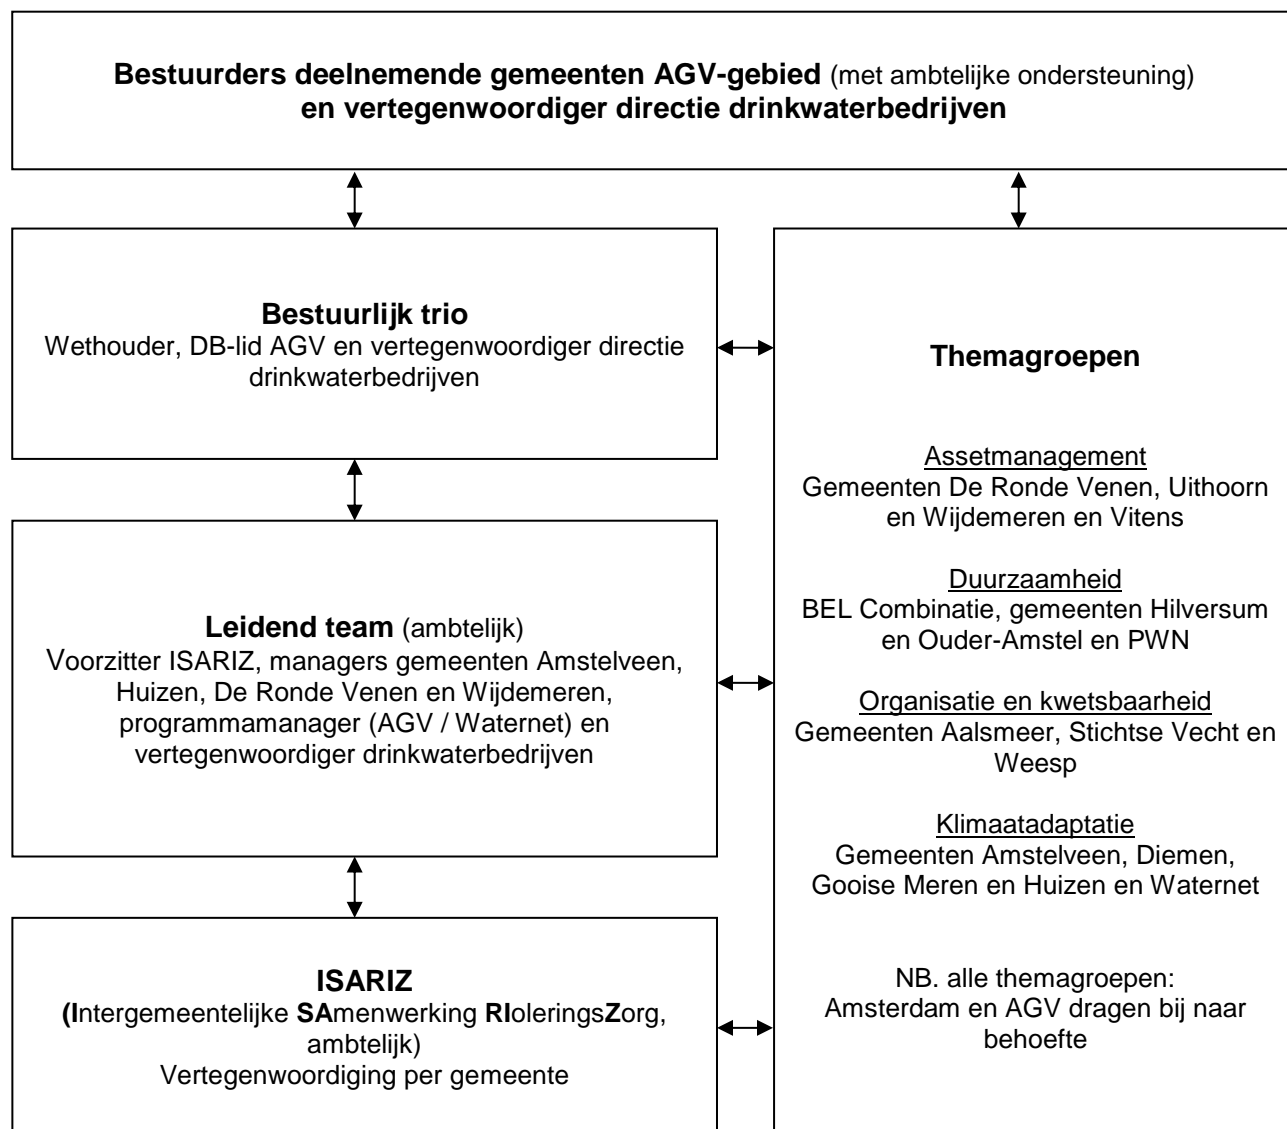 Bestuurders deelnemende gemeenten AGV-gebied (met ambtelijke ondersteuning)
en vertegenwoordiger directie drinkwaterbedrijven
Bestuurlijk trio
Wethouder, DB-lid AGV en vertegenwoordiger directie
drinkwaterbedrijven
Leidend team (ambtelijk)
Voorzitter ISARIZ, managers gemeenten Amstelveen,
Huizen, De Ronde Venen en Wijdemeren,
programmamanager (AGV / Waternet) en
vertegenwoordiger drinkwaterbedrijven
ISARIZ
(Intergemeentelijke SAmenwerking RIoleringsZorg,
ambtelijk)
Vertegenwoordiging per gemeente
Themagroepen
Assetmanagement
Gemeenten De Ronde Venen, Uithoorn
en Wijdemeren en Vitens
Duurzaamheid
BEL Combinatie, gemeenten Hilversum
en Ouder-Amstel en PWN
Organisatie en kwetsbaarheid
Gemeenten Aalsmeer, Stichtse Vecht en
Weesp
Klimaatadaptatie
Gemeenten Amstelveen, Diemen,
Gooise Meren en Huizen en Waternet
NB. alle themagroepen:
Amsterdam en AGV dragen bij naar
behoefte